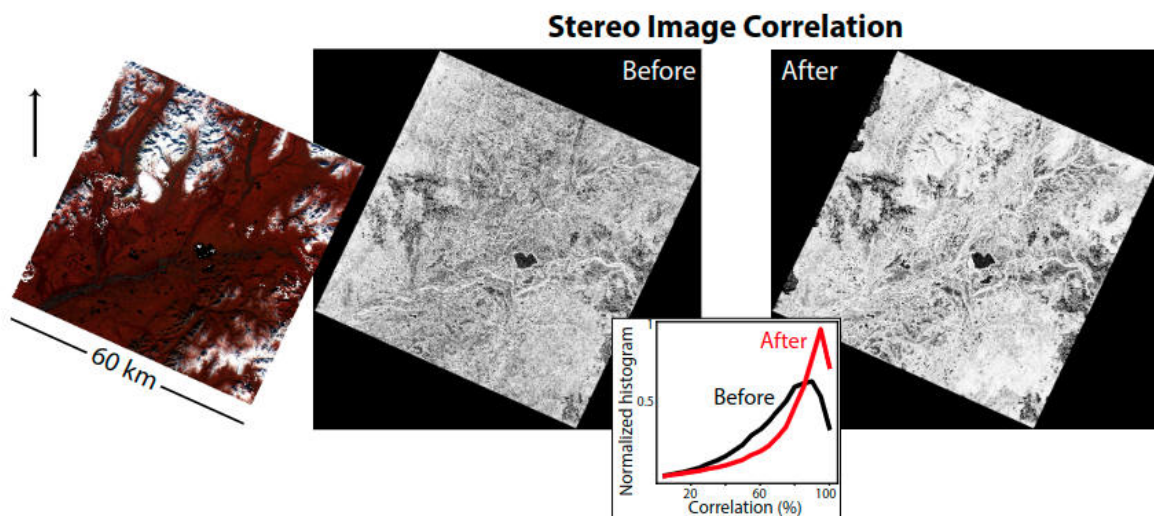 Stereo Image Correlation
Before
After
60 km
Normalized histogram
1
0.5
After
Before
20
60
100
Correlation (%)